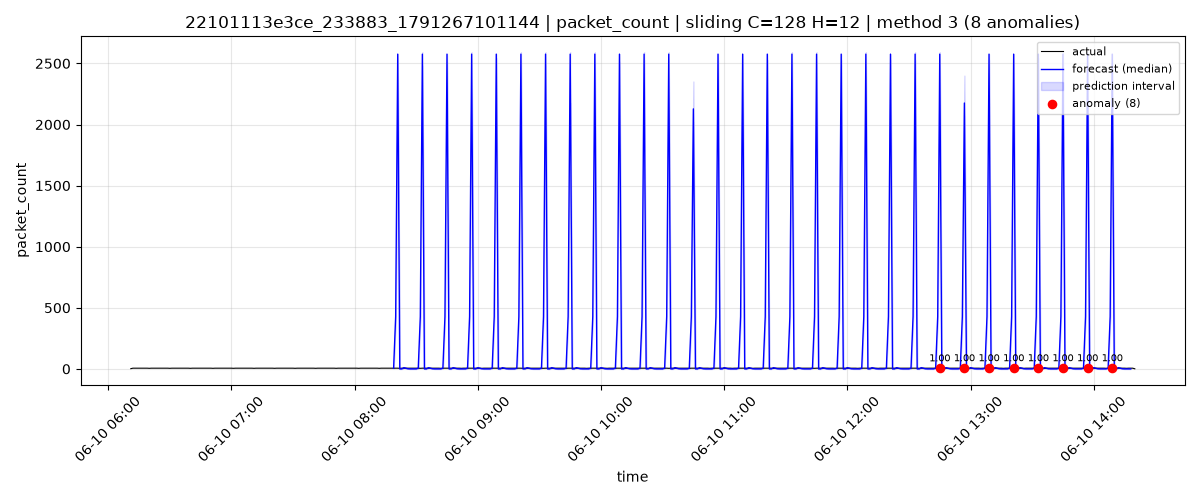 22101113e3ce_233883_1791267101144 | packet_count | sliding C=128 H=12 | method 3 (8 anomalies)
actual
forecast (median)
prediction interval
anomaly (8)
packet_count
2500
2000
1500
1000
500
0
1.00 1.00 1.00 1.00 1.00 1.00 1.00 1.00
06-10 06:00
06-10 07:00
06-10 08:00
06-10 09:00
06-10 10:00
06-10 11:00
06-10 12:00
06-10 13:00
06-10 14:00
time